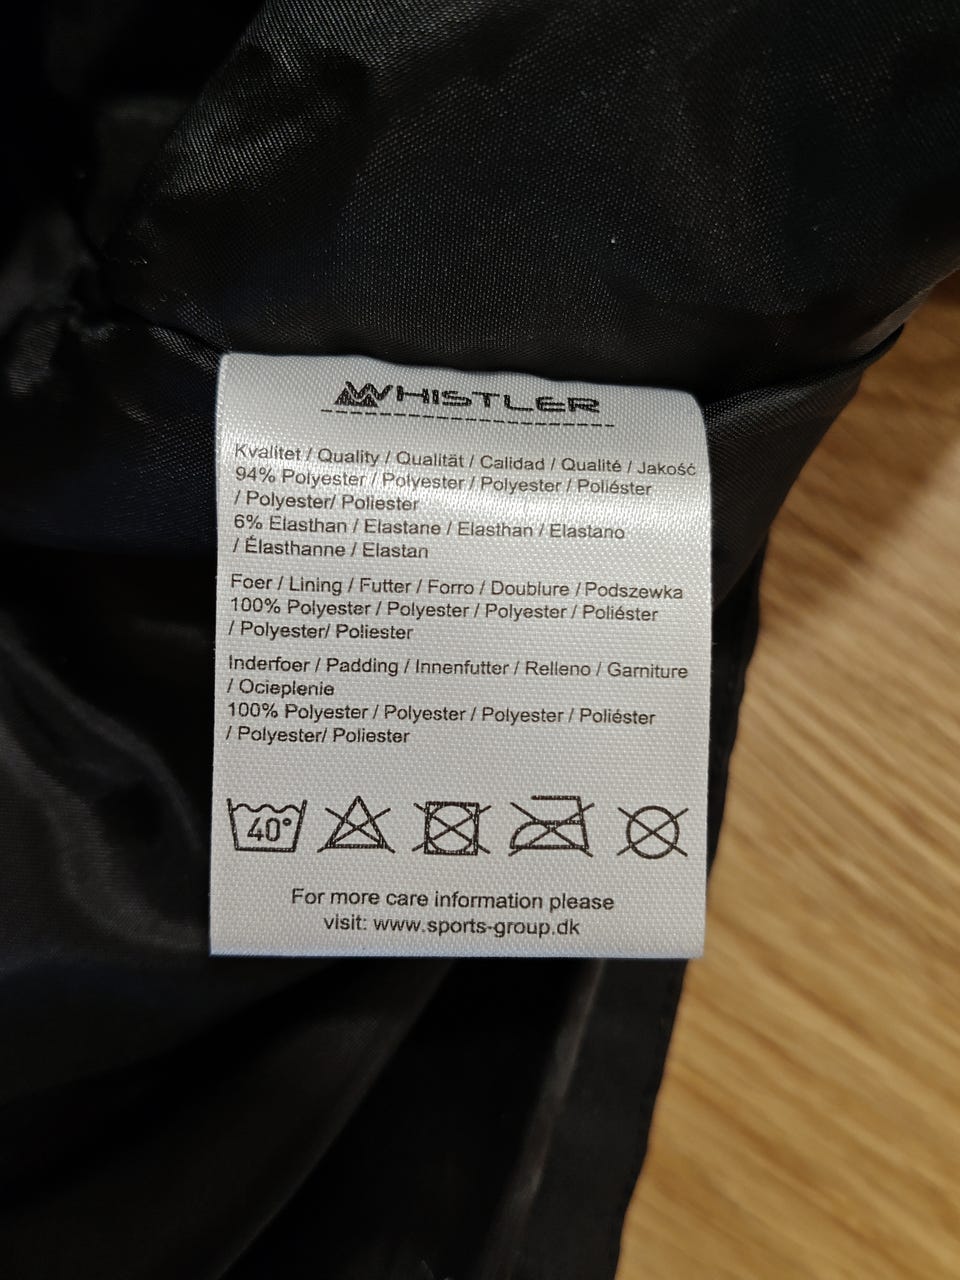 WHISTLER
Kvalitet / Quality / Qualität / Calidad / Qualité / Jakość
94% Polyester / Polyester / Polyester / Poliéster
/ Polyester/ Poliester
6% Elasthan / Elastane / Elasthan / Elastano
/ Élasthanne / Elastan
Foer / Lining / Futter / Forro / Doublure / Podszewka
100% Polyester / Polyester / Polyester / Poliéster
/ Polyester/ Poliester
Inderfoer / Padding / Innenfutter / Relleno / Garniture
/ Ocieplenie
100% Polyester / Polyester / Polyester / Poliéster
/ Polyester/ Poliester
40°
For more care information please
visit: www.sports-group.dk